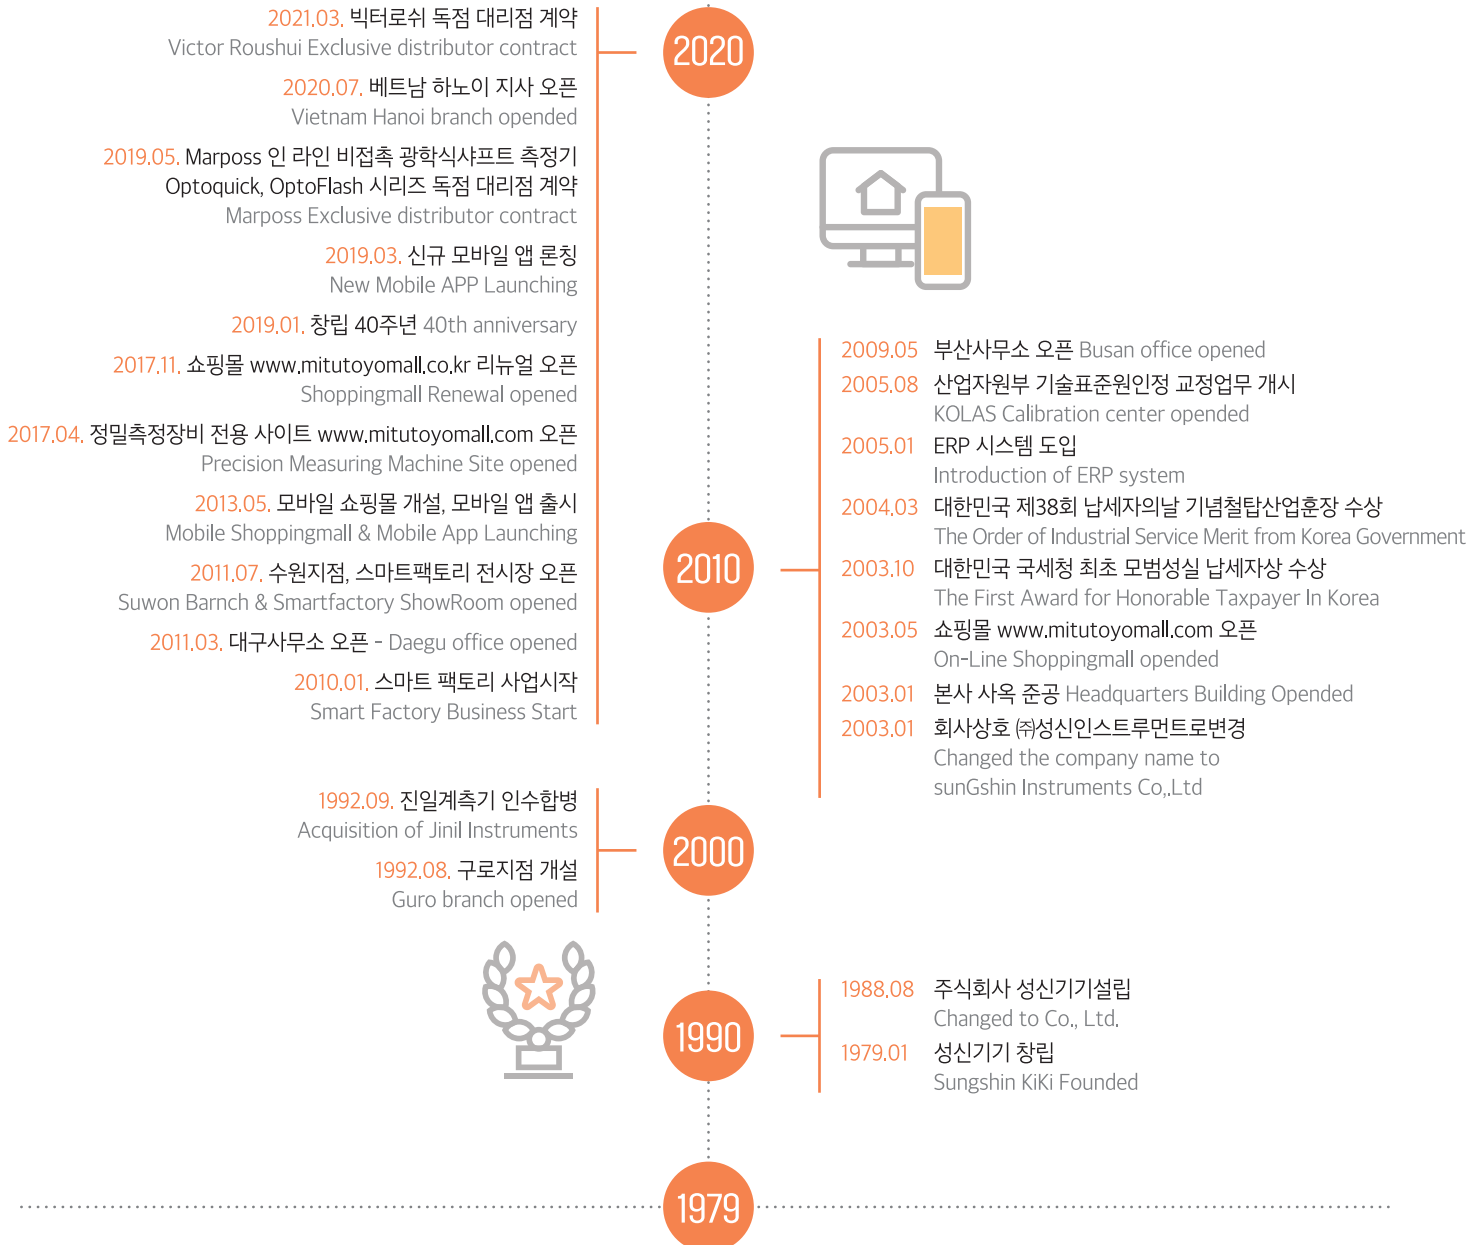 2021.03. 빅터로쉬 독점 대리점 계약
Victor Roushui Exclusive distributor contract
2020.07. 베트남 하노이 지사 오픈
Vietnam Hanoi branch opended
2019.05. Marposs 인 라인 비접촉 광학식샤프트 측정기
Optoquick, OptoFlash 시리즈 독점 대리점 계약
Marposs Exclusive distributor contract
2019.03. 신규 모바일 앱 론칭
New Mobile APP Launching
2019.01. 창립 40주년 40th anniversary
2017.11. 쇼핑몰 www.mitutoyomall.co.kr 리뉴얼 오픈
Shoppingmall Renewal opened
2017.04. 정밀측정장비 전용 사이트 www.mitutoyomall.com 오픈
Precision Measuring Machine Site opened
2013.05. 모바일 쇼핑몰 개설, 모바일 앱 출시
Mobile Shoppingmall & Mobile App Launching
2011.07. 수원지점, 스마트팩토리 전시장 오픈
Suwon Barnch & Smartfactory ShowRoom opened
2011.03. 대구사무소 오픈 - Daegu office opened
2010.01. 스마트 팩토리 사업시작
Smart Factory Business Start
2020
2009.05 부산사무소 오픈 Busan office opened
2005.08 산업자원부 기술표준원인정 교정업무 개시
KOLAS Calibration center opended
2005.01 ERP 시스템 도입
Introduction of ERP system
2004.03 대한민국 제38회 납세자의날 기념철탑산업훈장 수상
The Order of Industrial Service Merit from Korea Government
2003.10 대한민국 국세청 최초 모범성실 납세자상 수상
The First Award for Honorable Taxpayer In Korea
2003.05 쇼핑몰 www.mitutoyomall.com 오픈
On-Line Shoppingmall opended
2003.01 본사 사옥 준공 Headquarters Building Opended
2003.01 회사상호 ㈜성신인스트루먼트로변경
Changed the company name to
sunGshin Instruments Co,.Ltd
2010
1992.09. 진일계측기 인수합병
Acquisition of Jinil Instruments
1992.08. 구로지점 개설
Guro branch opened
2000
1988.08 주식회사 성신기기설립
Changed to Co., Ltd.
1979.01 성신기기 창립
Sungshin KiKi Founded
1990
1979